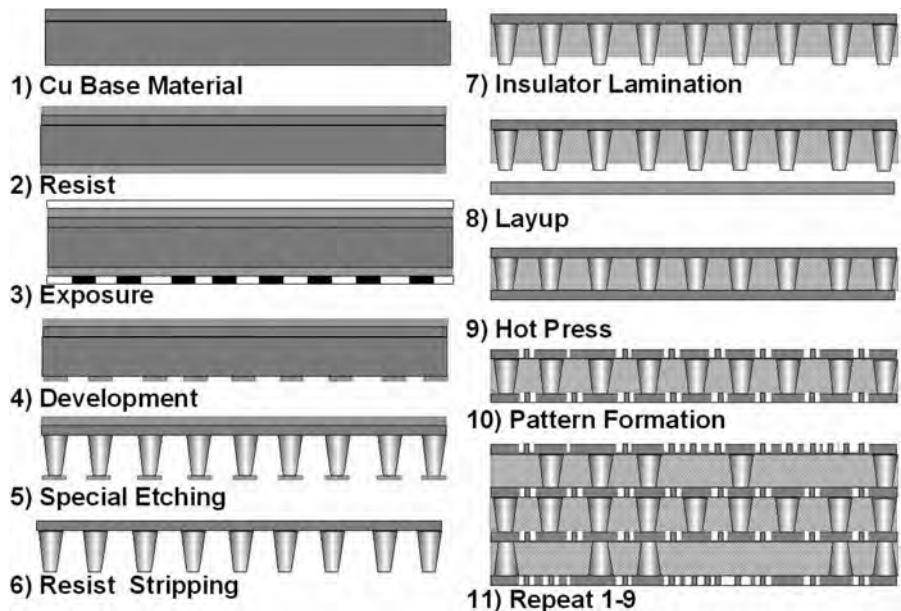 1) Cu Base Material
2) Resist
3) Exposure
4) Development
5) Special Etching
6) Resist Stripping
7) Insulator Lamination
8) Layup
9) Hot Press
10) Pattern Formation
11) Repeat 1-9